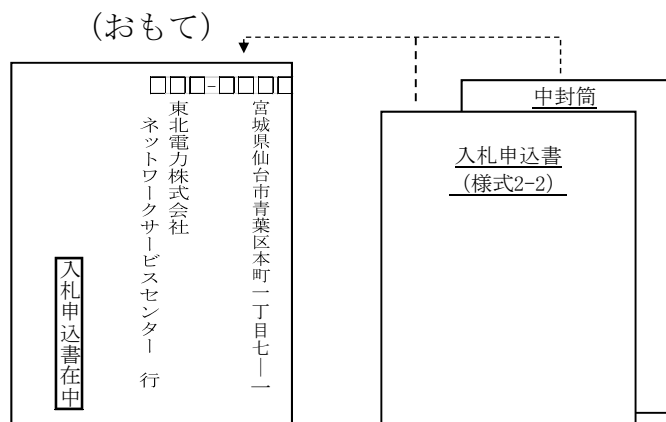 (おもて)
□□□-□□□□
宮城県仙台市青葉区本町一丁目七―一
東北電力株式会社
ネットワークサービスセンター 行
入札申込書在中
中封筒
入札申込書
(様式2-2)